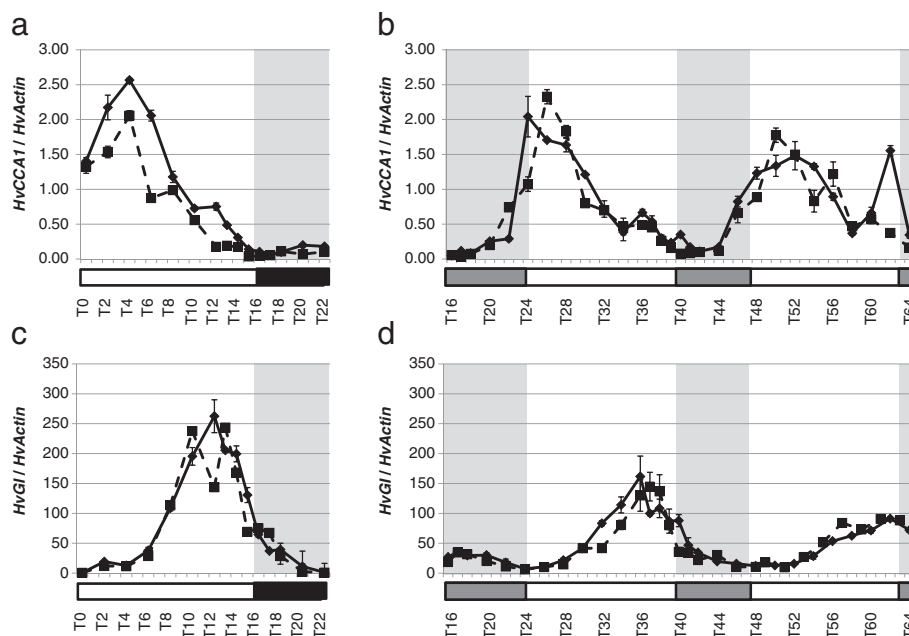 a
HvCCA1 / HvActin
3.00
2.50
2.00
1.50
1.00
0.50
0.00
T0
T2
T4
T6
T8
T10
T12
T14
T16
T18
T20
T22
b
HvCCA1 / HvActin
3.00
2.50
2.00
1.50
1.00
0.50
0.00
T16
T20
T24
T28
T32
T36
T40
T44
T48
T52
T56
T60
T64
c
HvGI / HvActin
350
300
250
200
150
100
50
0
T0
T2
T4
T6
T8
T10
T12
T14
T16
T18
T20
T22
d
HvGI / HvActin
350
300
250
200
150
100
50
0
T16
T20
T24
T28
T32
T36
T40
T44
T48
T52
T56
T60
T64